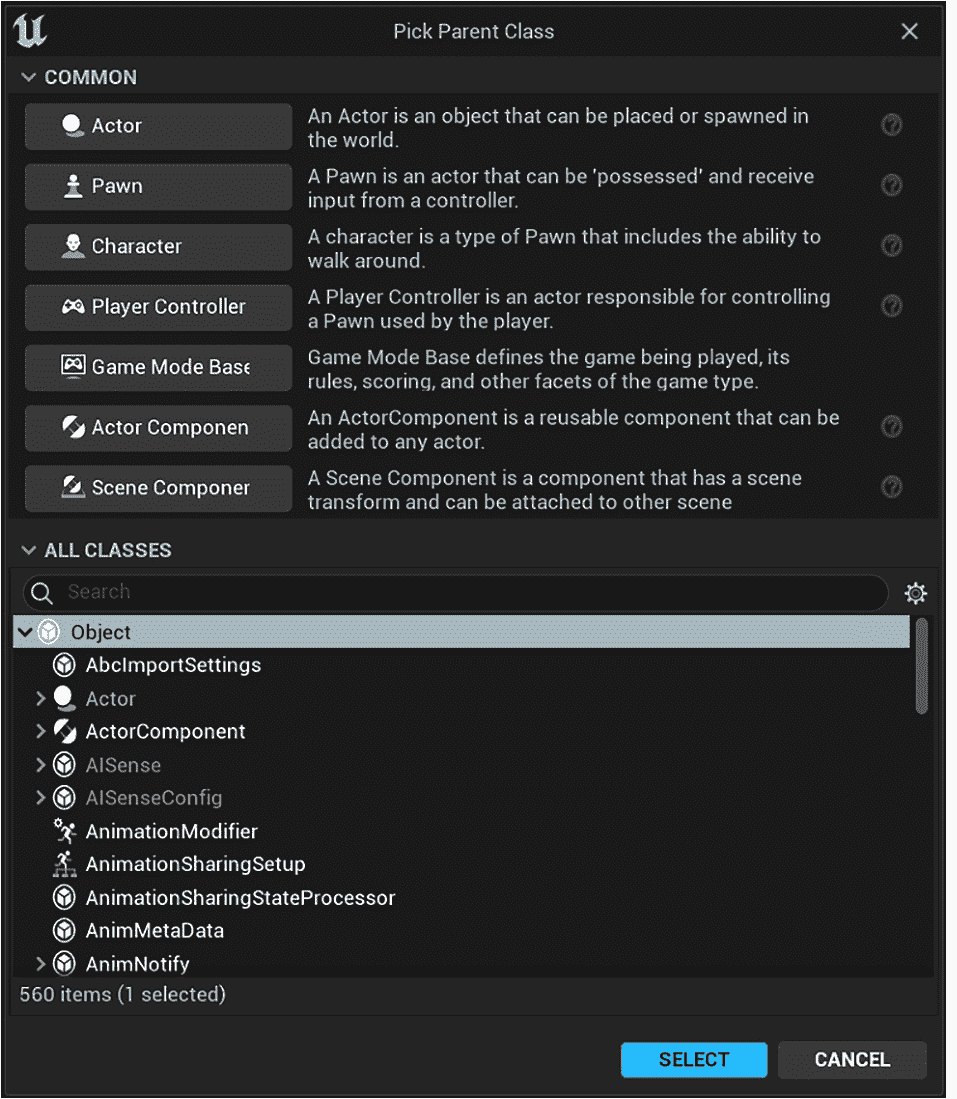 Pick Parent Class
COMMON
Actor
An Actor is an object that can be placed or spawned in
the world.
Pawn
A Pawn is an actor that can be 'possessed' and receive
input from a controller.
Character
A character is a type of Pawn that includes the ability to
walk around.
Player Controller
A Player Controller is an actor responsible for controlling
a Pawn used by the player.
Game Mode Base
Game Mode Base defines the game being played, its
rules, scoring, and other facets of the game type.
Actor Componen
An ActorComponent is a reusable component that can be
added to any actor.
Scene Componer
A Scene Component is a component that has a scene
transform and can be attached to other scene
ALL CLASSES
Search
Object
AbcImportSettings
Actor
ActorComponent
AISense
AISenseConfig
AnimationModifier
AnimationSharingSetup
AnimationSharingStateProcessor
AnimMetaData
AnimNotify
560 items (1 selected)
SELECT
CANCEL